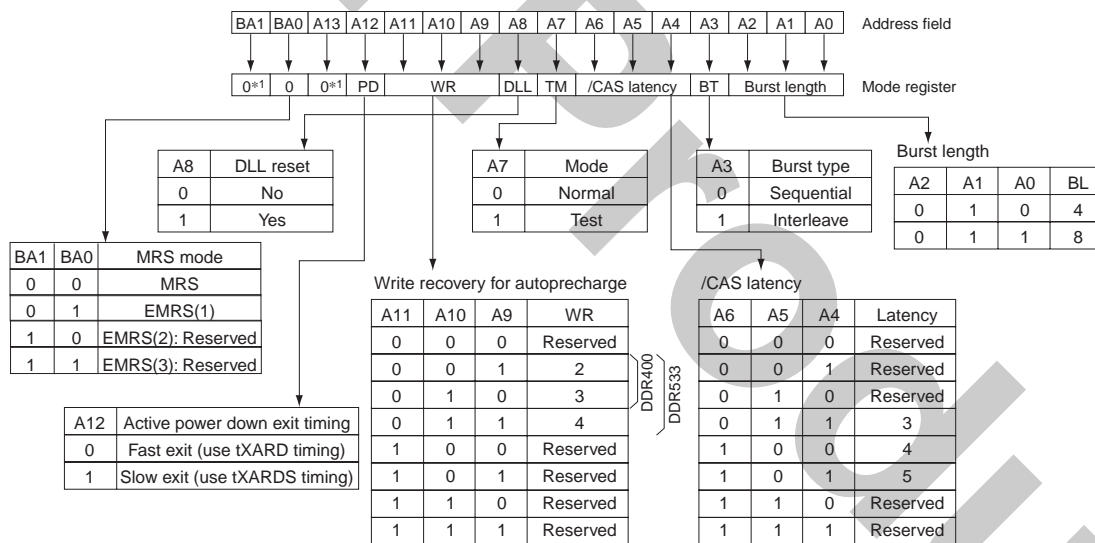 BA1 BA0 A13 A12 A11 A10 A9 A8 A7 A6 A5 A4 A3 A2 A1 A0 Address field
0*1 0 0*1 PD WR DLL TM /CAS latency BT Burst length Mode register
A8 DLL reset
0 No
1 Yes
A7 Mode
0 Normal
1 Test
A3 Burst type
0 Sequential
1 Interleave
Burst length
A2 A1 A0 BL
0 1 0 4
0 1 1 8
BA1 BA0 MRS mode
0 0 MRS
0 1 EMRS(1)
1 0 EMRS(2): Reserved
1 1 EMRS(3): Reserved
A12 Active power down exit timing
0 Fast exit (use tXARD timing)
1 Slow exit (use tXARDS timing)
Write recovery for autoprecharge
A11 A10 A9 WR
0 0 0 Reserved
0 0 1 2
0 1 0 3
0 1 1 4
1 0 0 Reserved
1 0 1 Reserved
1 1 0 Reserved
1 1 1 Reserved
DDR400
DDR533
/CAS latency
A6 A5 A4 Latency
0 0 0 Reserved
0 0 1 Reserved
0 1 0 Reserved
0 1 1 3
1 0 0 4
1 0 1 5
1 1 0 Reserved
1 1 1 Reserved